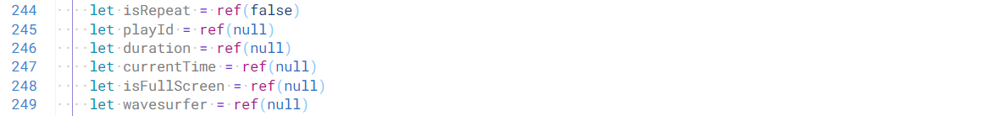 244 let isRepeat = ref(false)
245 let playId = ref(null)
246 let duration = ref(null)
247 let currentTime = ref(null)
248 let isFullScreen = ref(null)
249 let wavesurfer = ref(null)